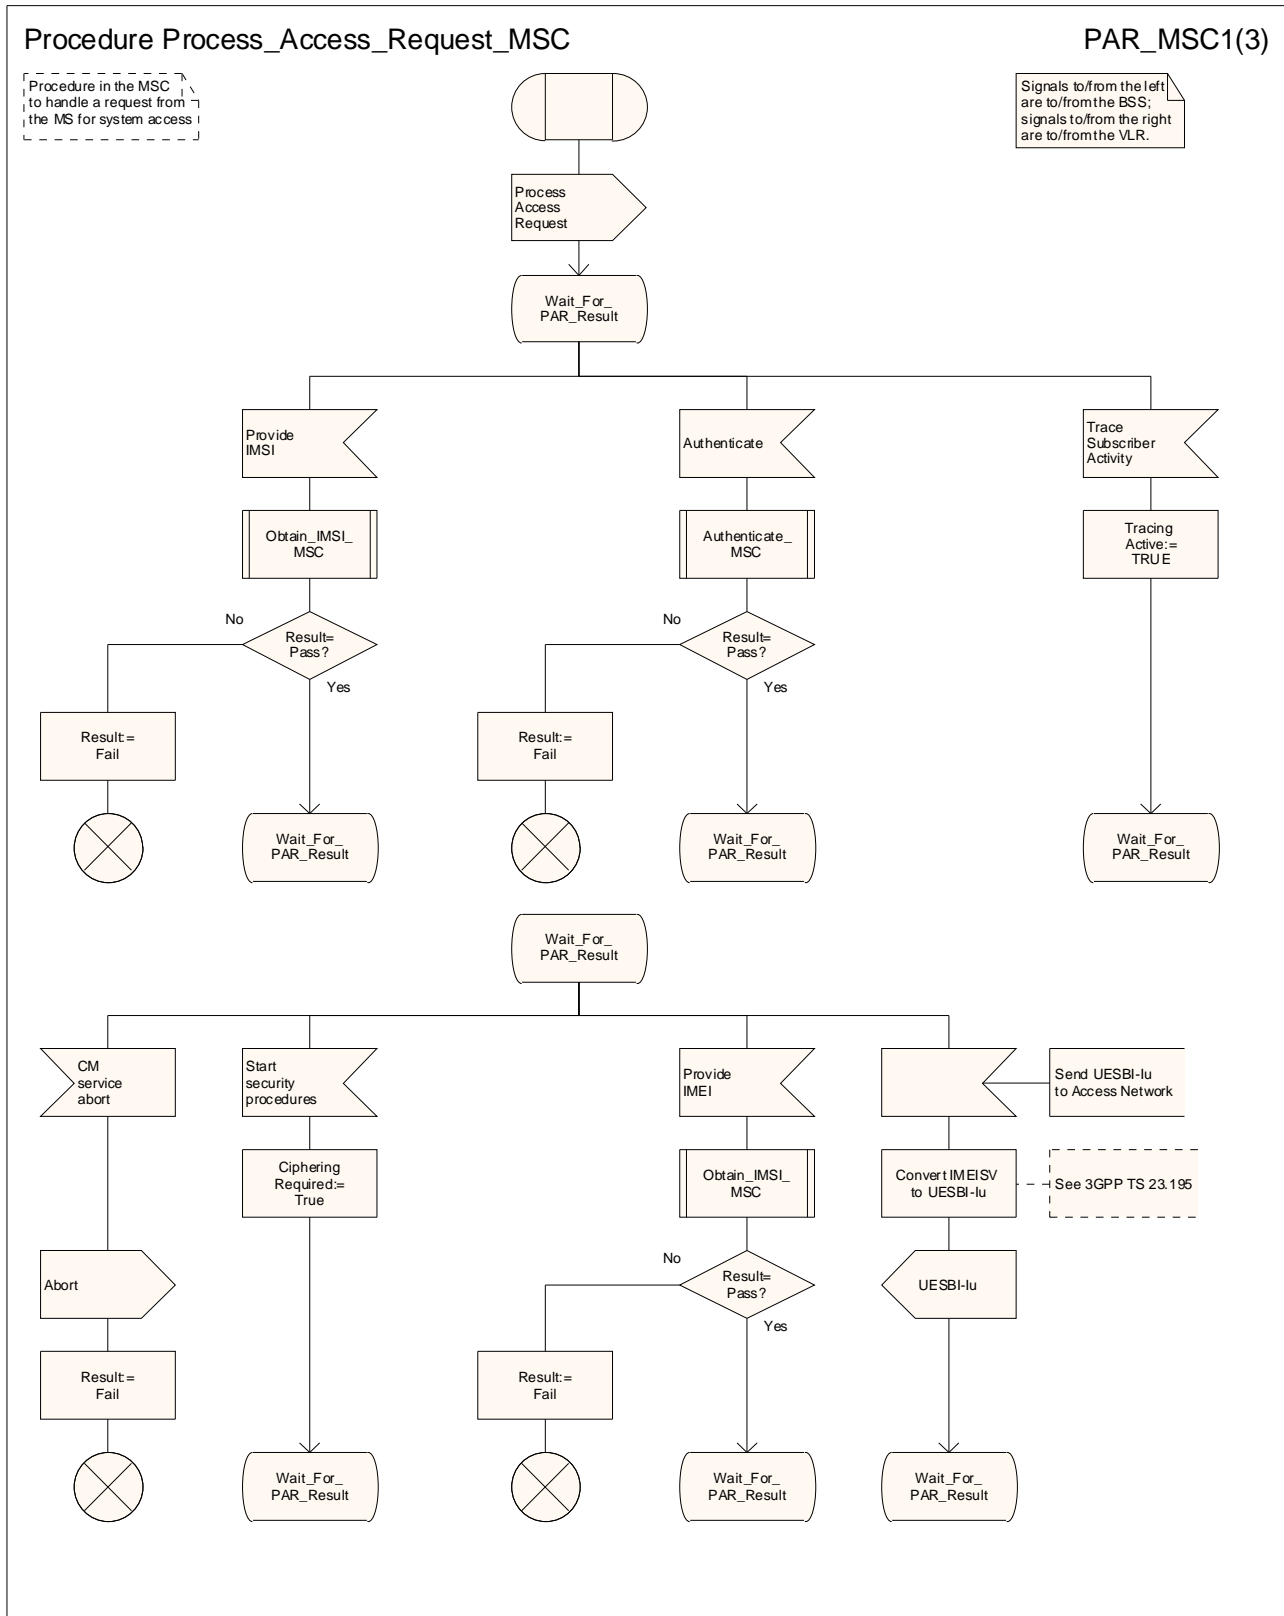 Procedure Process_Access_Request_MSC
PAR_MSC1(3)
Procedure in the MSC
to handle a request from
the MS for system access
Signals to/from the left
are to/from the BSS;
signals to/from the right
are to/from the VLR.
Process
Access
Request
Wait_For_
PAR_Result
Provide
IMSI
Authenticate
Trace
Subscriber
Activity
Obtain_IMSI_
MSC
Authenticate_
MSC
Tracing
Active:=
TRUE
No
Result=
Pass?
Yes
No
Result=
Pass?
Yes
Result:=
Fail
Result:=
Fail
Wait_For_
PAR_Result
Wait_For_
PAR_Result
Wait_For_
PAR_Result
Wait_For_
PAR_Result
CM
service
abort
Start
security
procedures
Provide
IMEI
Send UESBI-Iu
to Access Network
Ciphering
Required:=
True
Obtain_IMSI_
MSC
Convert IMEISV
to UESBI-Iu
See 3GPP TS 23.195
Abort
No
Result=
Pass?
Yes
UESBI-Iu
Result:=
Fail
Result:=
Fail
Wait_For_
PAR_Result
Wait_For_
PAR_Result
Wait_For_
PAR_Result